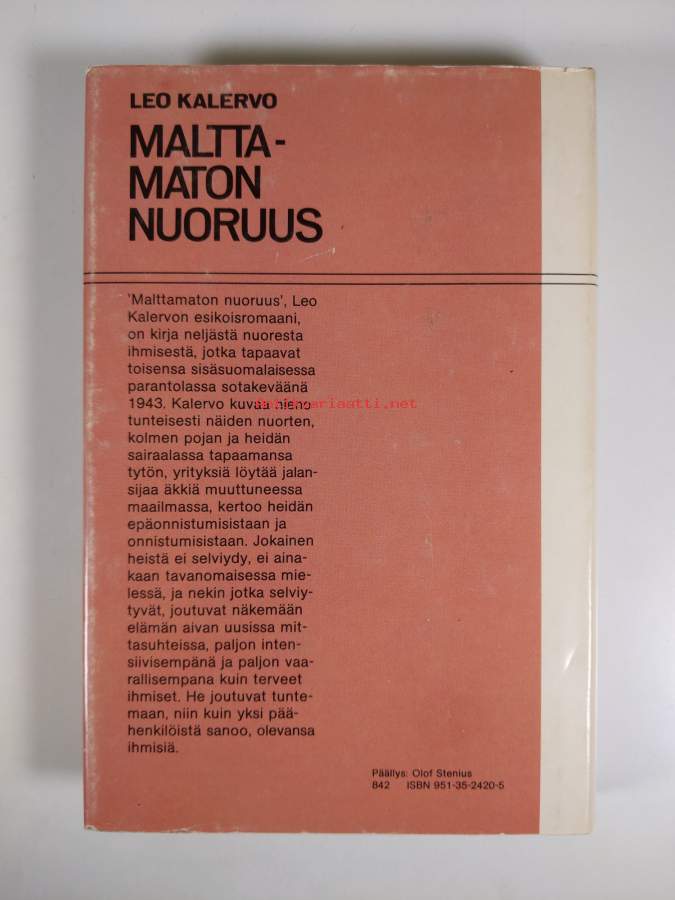 LEO KALERVO
MALTTA-
MATON
NUORUUS
'Malttamaton nuoruus', Leo
Kalervon esikoisromaani,
on kirja neljästä nuoresta
ihmisestä, jotka tapaavat
toisensa sisäsuomalaisessa
parantolassa sotakeväänä
1943. Kalervo kuvaa hieno-
antikvariaatti.net
tunteisesti näiden nuorten,
kolmen pojan ja heidän
sairaalassa tapaamansa
tytön, yrityksiä löytää jalan-
sijaa äkkiä muuttuneessa
maailmassa, kertoo heidän
epäonnistumisistaan ja
onnistumisistaan. Jokainen
heistä ei selviydy, ei aina-
kaan tavanomaisessa mie-
lessä, ja nekin jotka selviy-
tyvät, joutuvat näkemään
elämän aivan uusissa mit-
tasuhteissa, paljon inten-
siivisempänä ja paljon vaa-
rallisempana kuin terveet
ihmiset. He joutuvat tunte-
maan, niin kuin yksi pää-
henkilöistä sanoo, olevansa
ihmisiä.
Päällys: Olof Stenius
842 ISBN 951-35-2420-5